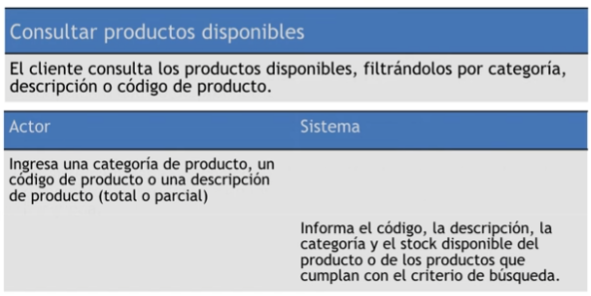 Consultar productos disponibles
El cliente consulta los productos disponibles, filtrándolos por categoría,
descripción o código de producto.
Actor
Sistema
Ingresa una categoría de producto, un
código de producto o una descripción
de producto (total o parcial)
Informa el código, la descripción, la
categoría y el stock disponible del
producto o de los productos que
cumplan con el criterio de búsqueda.